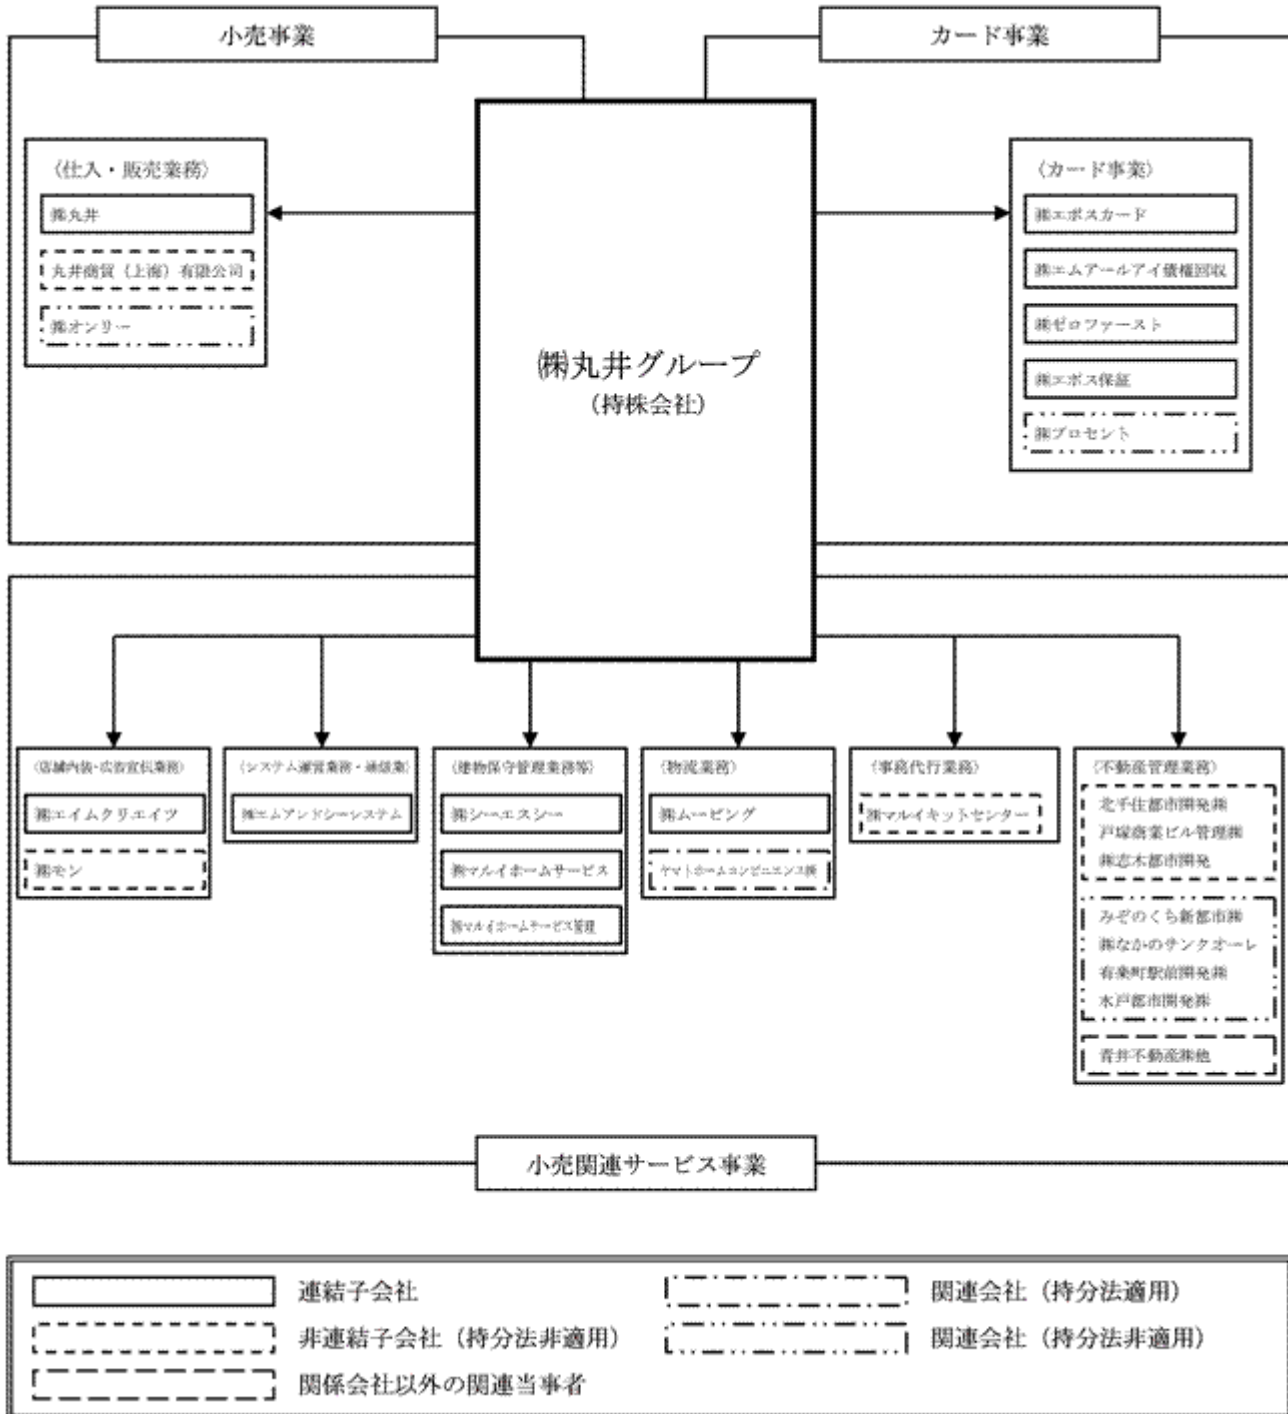 小売事業
カード事業
〈仕入・販売業務〉
㈱丸井
丸井商貿（上海）有限公司
㈱オンリー
㈱丸井グループ
（持株会社）
〈カード事業〉
㈱エポスカード
㈱エムアールアイ債権回収
㈱ゼロファースト
㈱エポス保証
㈱プロセント
〈店舗内装・広告宣伝業務〉
㈱エイムクリエイツ
㈱モン
〈システム運営業務・通信業〉
㈱エムアンドシーシステム
〈建物保守管理業務等〉
㈱シーエスシー
㈱マルイホームサービス
㈱マルイホームサービス管理
〈物流業務〉
㈱ムービング
ヤマトホームコンビニエンス㈱
〈事務代行業務〉
㈱マルイキットセンター
〈不動産管理業務〉
北千住都市開発㈱
戸塚商業ビル管理㈱
㈱志木都市開発
みぞのくち新都市㈱
㈱なかのサンクオーレ
有楽町駅前開発㈱
水戸都市開発㈱
青井不動産㈱他
小売関連サービス事業
連結子会社
関連会社（持分法適用）
非連結子会社（持分法非適用）
関連会社（持分法非適用）
関係会社以外の関連当事者